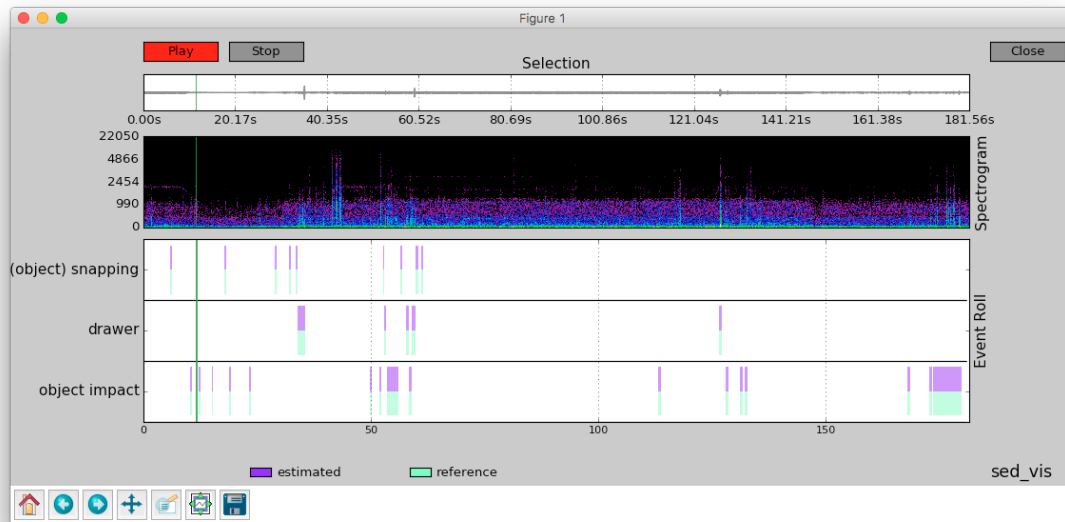 Figure 1
Play Stop Close
Selection
0.00s 20.17s 40.35s 60.52s 80.69s 100.86s 121.04s 141.21s 161.38s 181.56s
22050
4866
2454
990
0
Spectrogram
(object) snapping
drawer
object impact
Event Roll
0 50 100 150
estimated reference
sed_vis